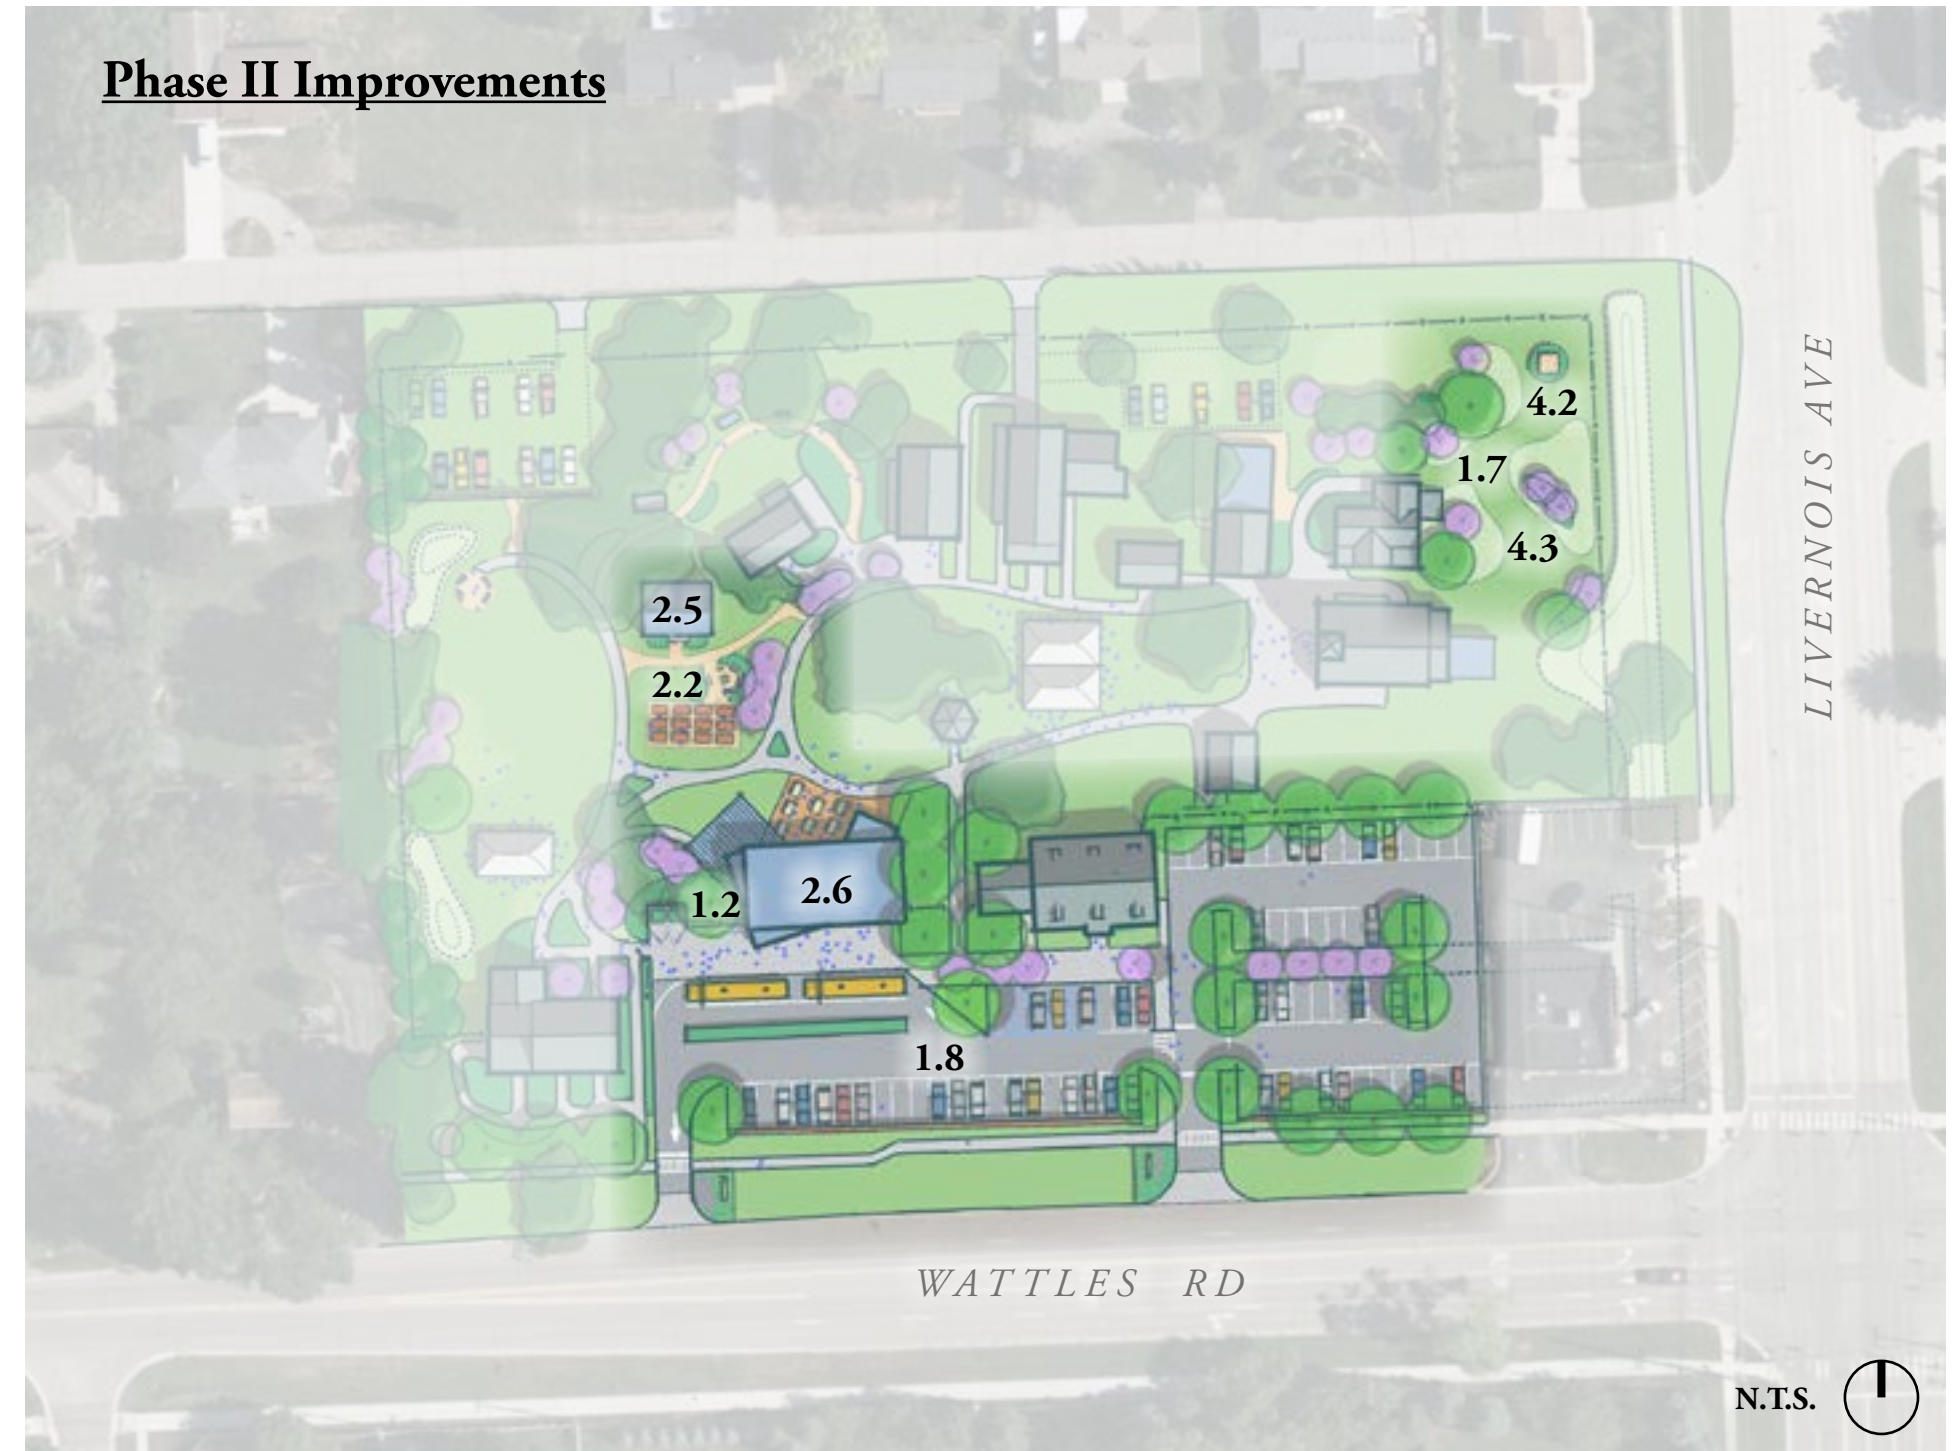 Phase II Improvements
4.2
1.7
4.3
LIVERNOIS AVE
2.5
2.2
1.2
2.6
1.8
WATTLES RD
N.T.S.